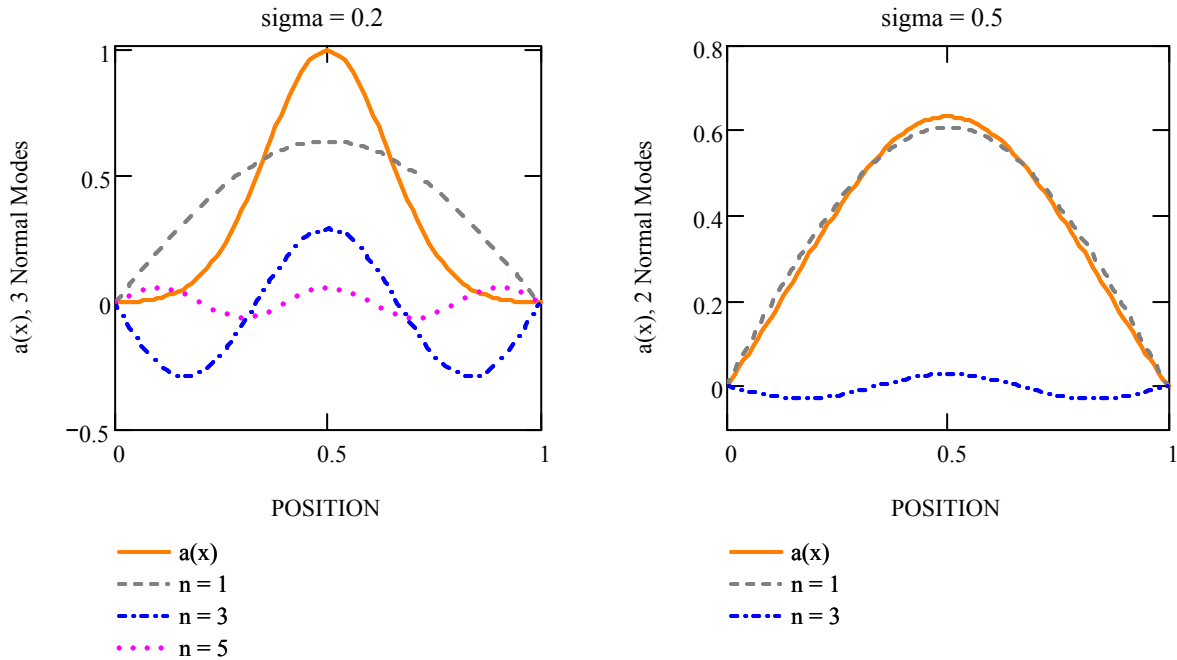 sigma = 0.2
a(x), 3 Normal Modes
1
0.5
0
−0.5
0
0.5
1
POSITION
a(x)
n = 1
n = 3
n = 5
sigma = 0.5
a(x), 2 Normal Modes
0.8
0.6
0.4
0.2
0
0
0.5
1
POSITION
a(x)
n = 1
n = 3